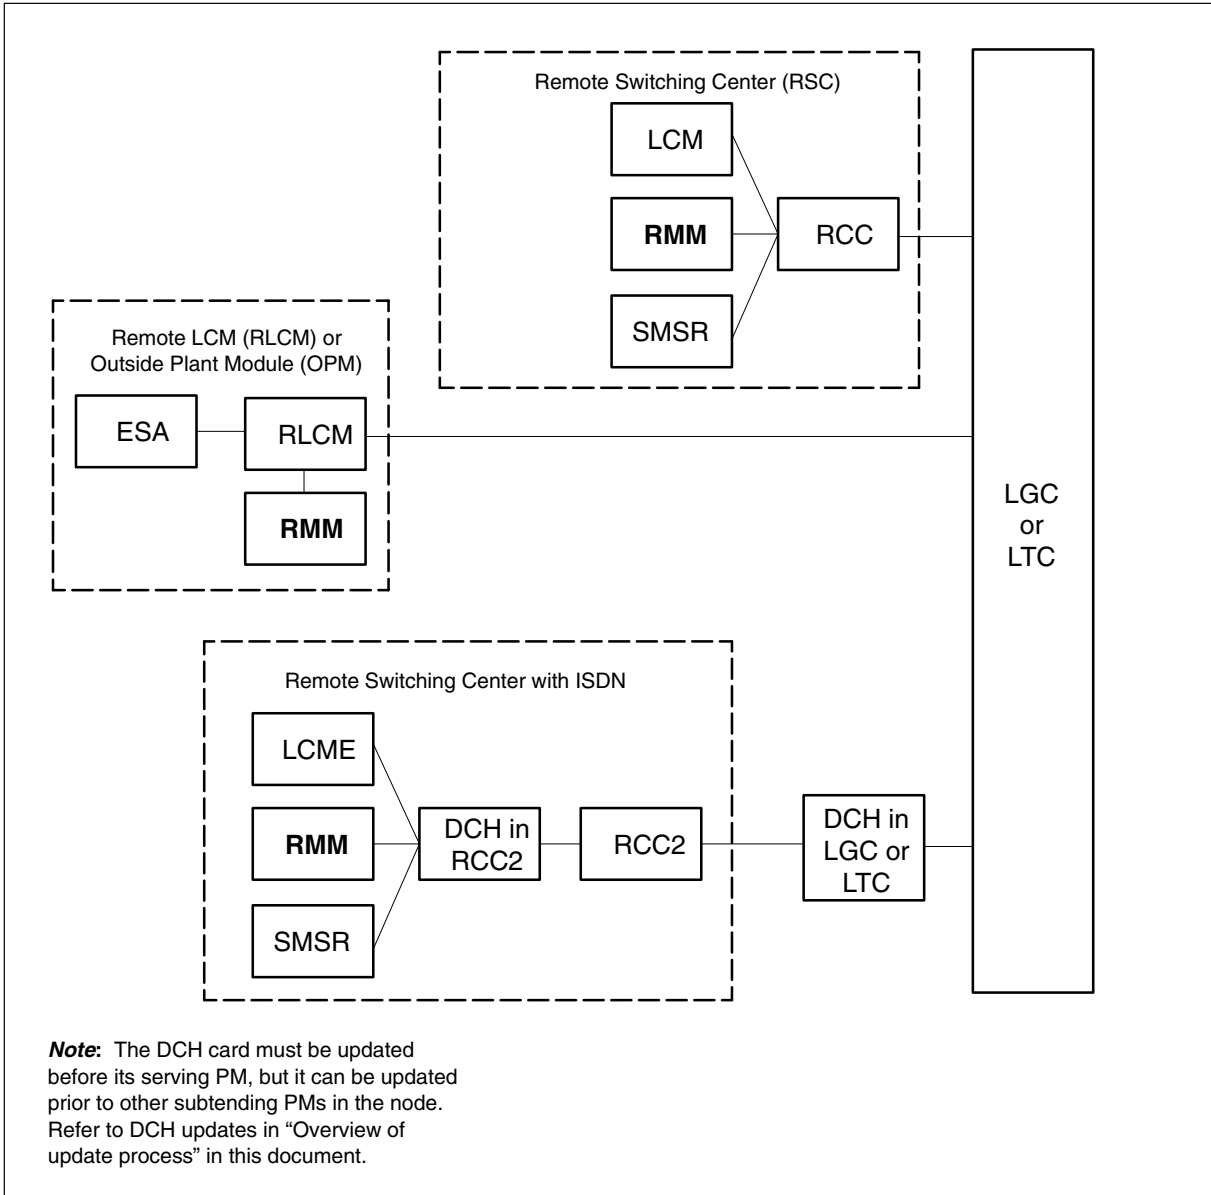 Remote Switching Center (RSC)
LCM
RMM
RCC
SMSR
Remote LCM (RLCM) or
Outside Plant Module (OPM)
ESA
RLCM
RMM
LGC
or
LTC
Remote Switching Center with ISDN
LCME
RMM
DCH in
RCC2
RCC2
SMSR
DCH in
LGC or
LTC
Note: The DCH card must be updated
before its serving PM, but it can be updated
prior to other subtending PMs in the node.
Refer to DCH updates in “Overview of
update process” in this document.